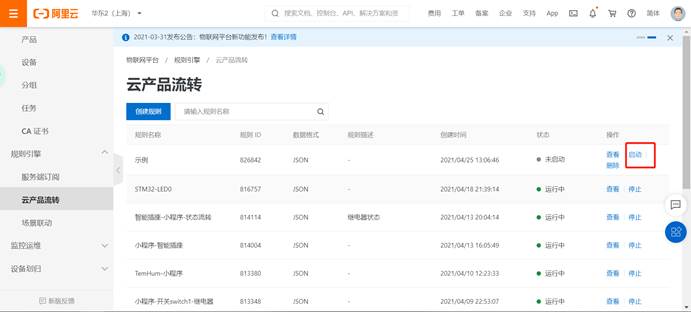 阿里云 华东2（上海） 搜索文档、控制台、API、解决方案和资 费用 工单 备案 企业 支持 App 简体
产品
设备
分组
任务
CA 证书
规则引擎
服务端订阅
云产品流转
场景联动
监控运维
设备划归
新版反馈
2021-03-31发布公告：物联网平台新功能发布！查看详情
物联网平台 / 规则引擎 / 云产品流转
云产品流转
创建规则 请输入规则名称
规则名称 规则 ID 数据格式 规则描述 创建时间 状态 操作
示例 826842 JSON - 2021/04/25 13:06:46 未启动 查看 启动
删除
STM32-LED0 816757 JSON - 2021/04/18 21:39:14 运行中 查看 停止
智能插座-小程序-状态流转 814114 JSON 继电器状态 2021/04/13 20:04:14 运行中 查看 停止
小程序-智能插座 814004 JSON - 2021/04/13 16:05:49 运行中 查看 停止
TemHum-小程序 813380 JSON - 2021/04/10 12:23:33 运行中 查看 停止
小程序-开关switch1-继电器 813348 JSON - 2021/04/09 22:53:07 运行中 查看 停止